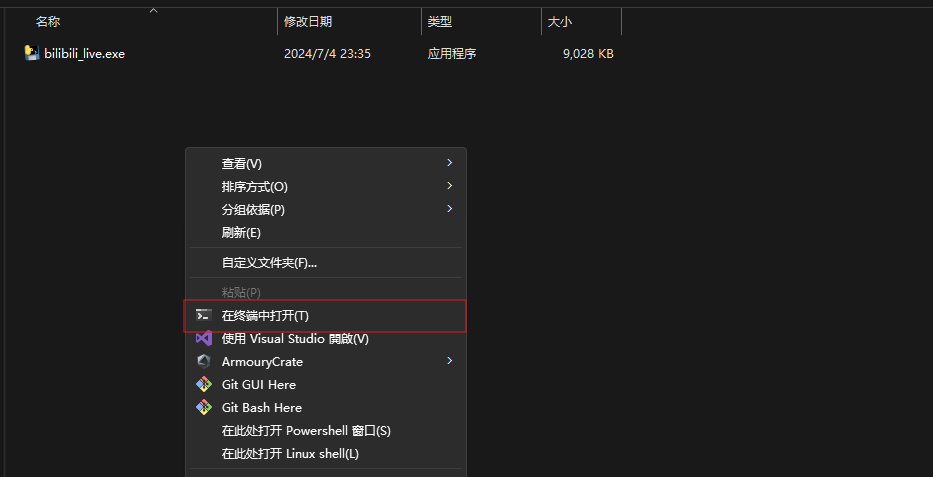 名称 修改日期 类型 大小
bilibili_live.exe 2024/7/4 23:35 应用程序 9,028 KB
查看(V)
排序方式(O)
分组依据(P)
刷新(E)
自定义文件夹(F)...
粘贴(P)
在终端中打开(T)
使用 Visual Studio 開啟(V)
ArmouryCrate
Git GUI Here
Git Bash Here
在此处打开 Powershell 窗口(S)
在此处打开 Linux shell(L)